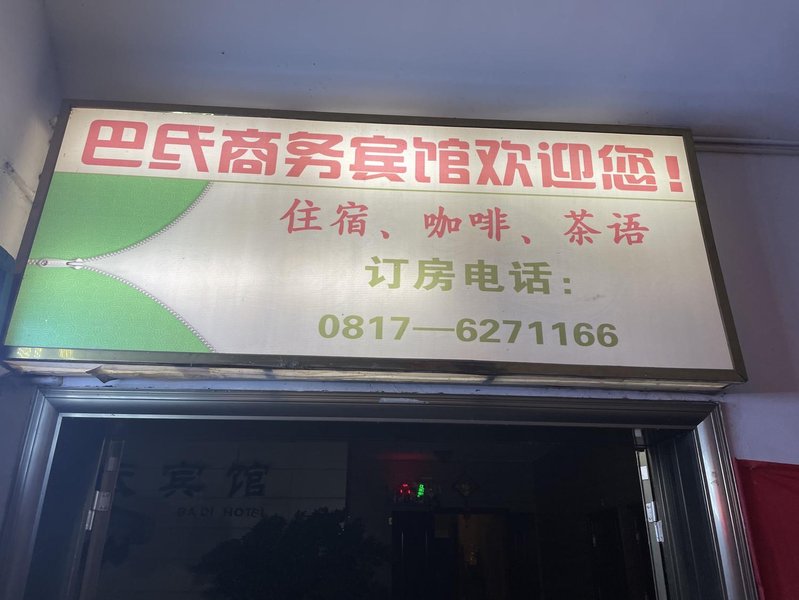 巴氏商务宾馆欢迎您！
住宿、咖啡、茶语
订房电话：
0817—6271166
宾馆
BA DI HOTEL